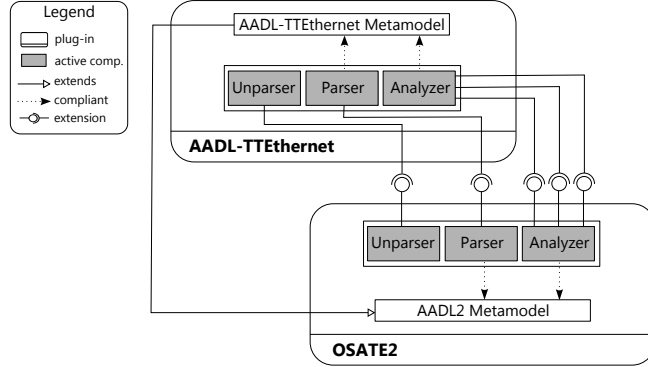 Legend
plug-in
active comp.
extends
compliant
extension
AADL-TTEthernet Metamodel
Unparser
Parser
Analyzer
AADL-TTEthernet
Unparser
Parser
Analyzer
AADL2 Metamodel
OSATE2